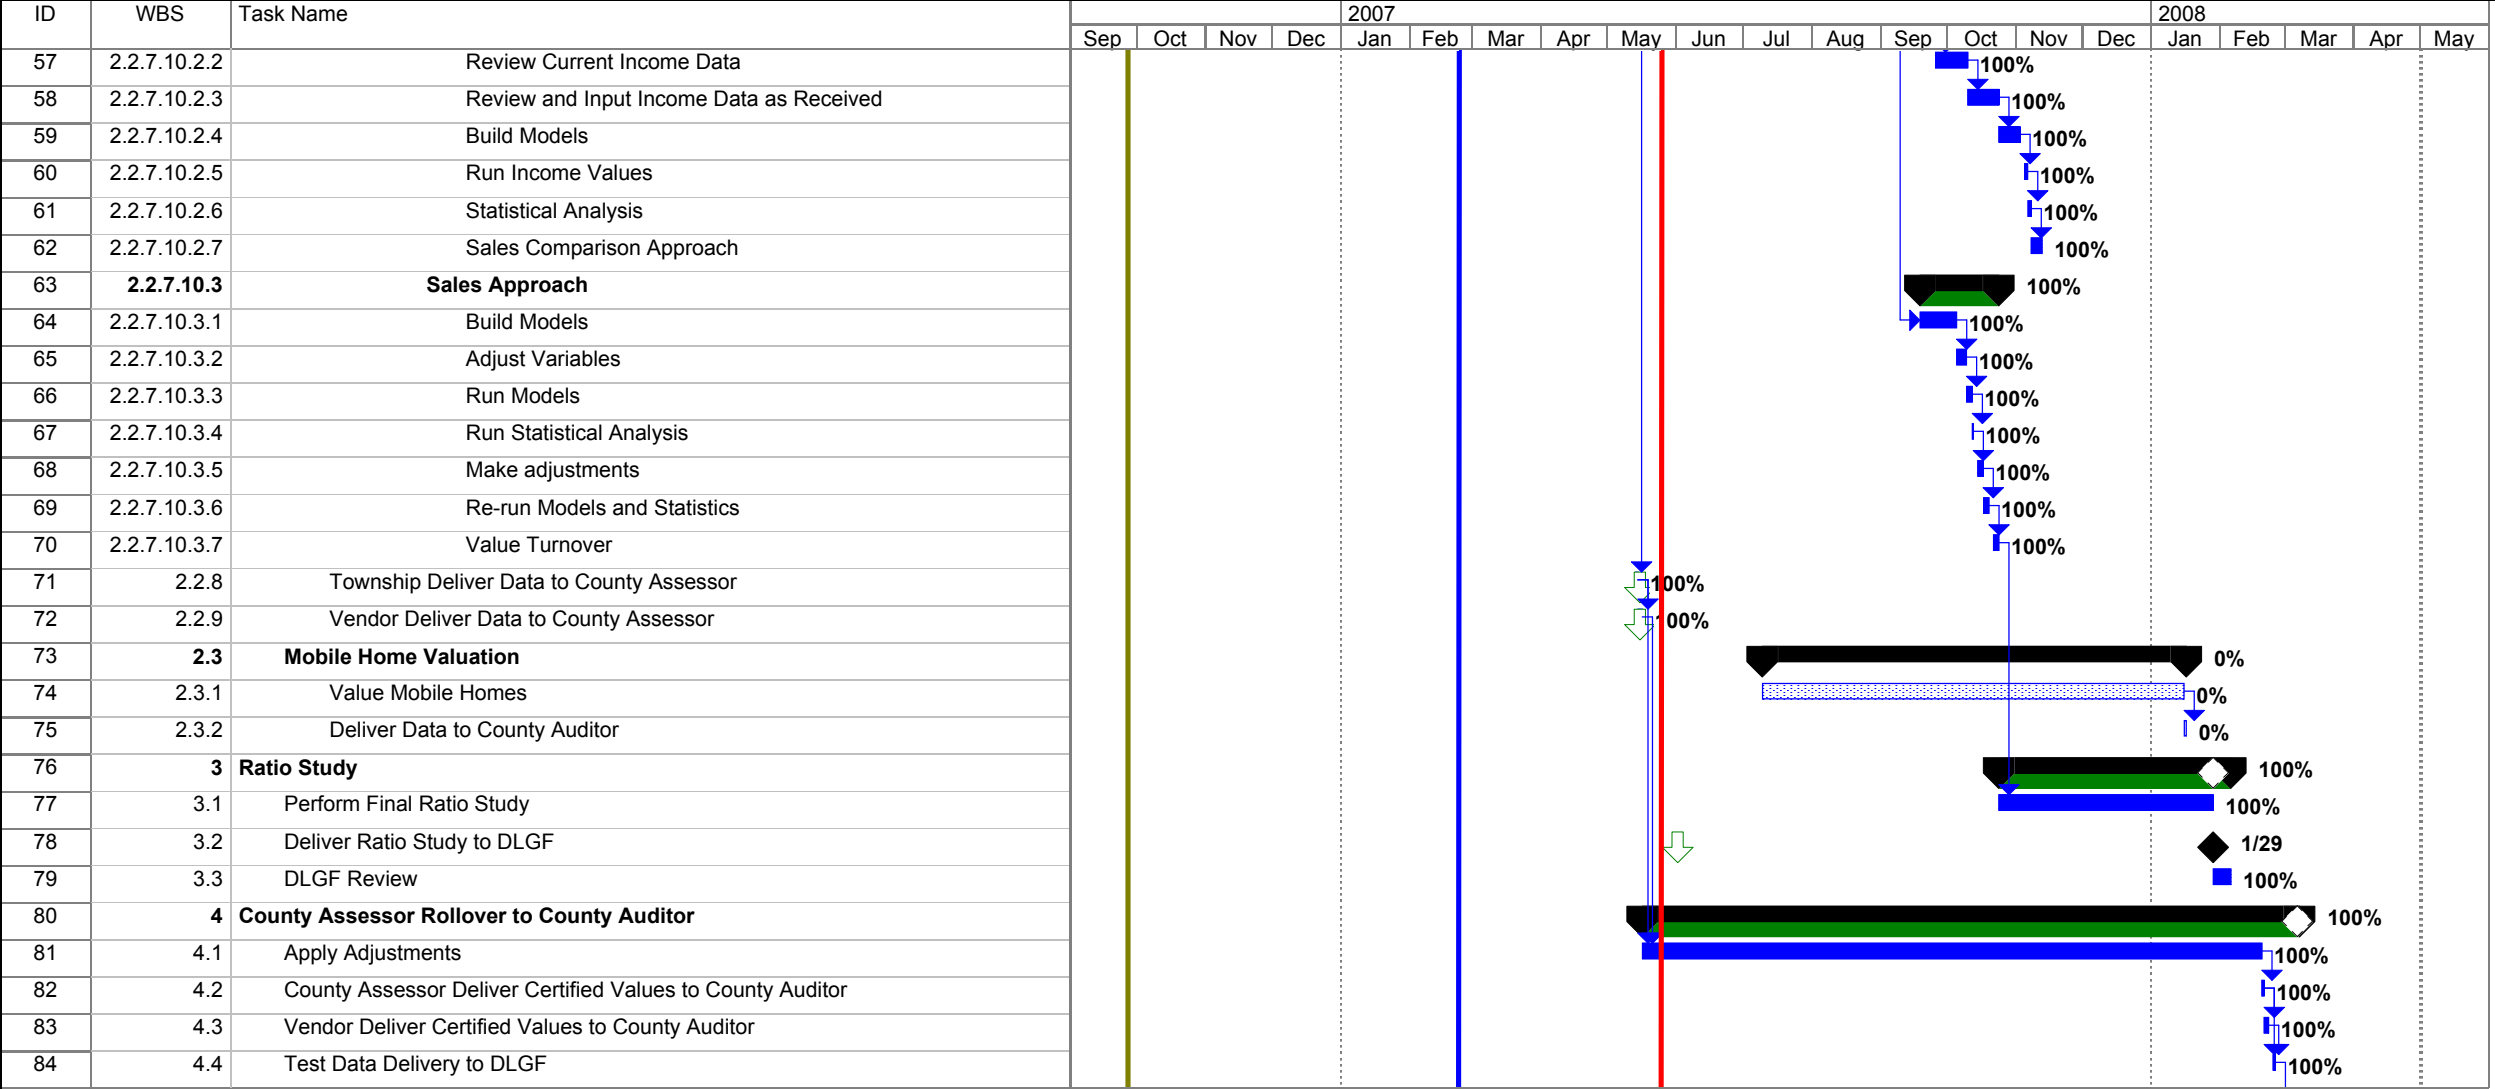 ID WBS Task Name 2007 2008
Sep Oct Nov Dec Jan Feb Mar Apr May Jun Jul Aug Sep Oct Nov Dec Jan Feb Mar Apr May
57 2.2.7.10.2.2 Review Current Income Data 100%
58 2.2.7.10.2.3 Review and Input Income Data as Received 100%
59 2.2.7.10.2.4 Build Models 100%
60 2.2.7.10.2.5 Run Income Values 100%
61 2.2.7.10.2.6 Statistical Analysis 100%
62 2.2.7.10.2.7 Sales Comparison Approach 100%
63 2.2.7.10.3 Sales Approach 100%
64 2.2.7.10.3.1 Build Models 100%
65 2.2.7.10.3.2 Adjust Variables 100%
66 2.2.7.10.3.3 Run Models 100%
67 2.2.7.10.3.4 Run Statistical Analysis 100%
68 2.2.7.10.3.5 Make adjustments 100%
69 2.2.7.10.3.6 Re-run Models and Statistics 100%
70 2.2.7.10.3.7 Value Turnover 100%
71 2.2.8 Township Deliver Data to County Assessor 100%
72 2.2.9 Vendor Deliver Data to County Assessor 100%
73 2.3 Mobile Home Valuation 0%
74 2.3.1 Value Mobile Homes 0%
75 2.3.2 Deliver Data to County Auditor 0%
76 3 Ratio Study 100%
77 3.1 Perform Final Ratio Study 100%
78 3.2 Deliver Ratio Study to DLGF 1/29
79 3.3 DLGF Review 100%
80 4 County Assessor Rollover to County Auditor 100%
81 4.1 Apply Adjustments 100%
82 4.2 County Assessor Deliver Certified Values to County Auditor 100%
83 4.3 Vendor Deliver Certified Values to County Auditor 100%
84 4.4 Test Data Delivery to DLGF 100%